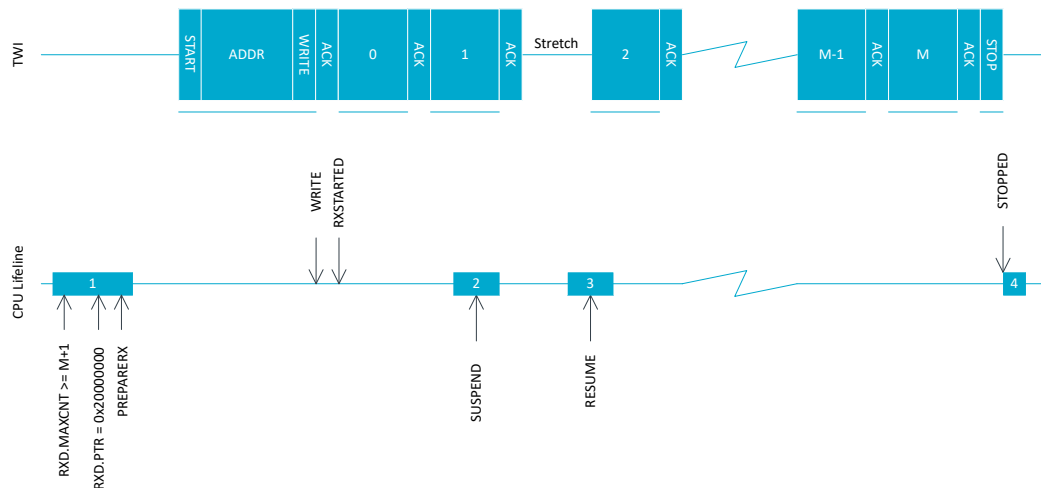 TWI
START
ADDR
WRITE
ACK
0
ACK
1
ACK
Stretch
2
ACK
M-1
ACK
M
ACK
STOP
CPU Lifeline
WRITE
RXSTARTED
STOPPED
1
2
3
4
RXD.MAXCNT >= M+1
RXD.PTR = 0x20000000
PREPARERX
SUSPEND
RESUME